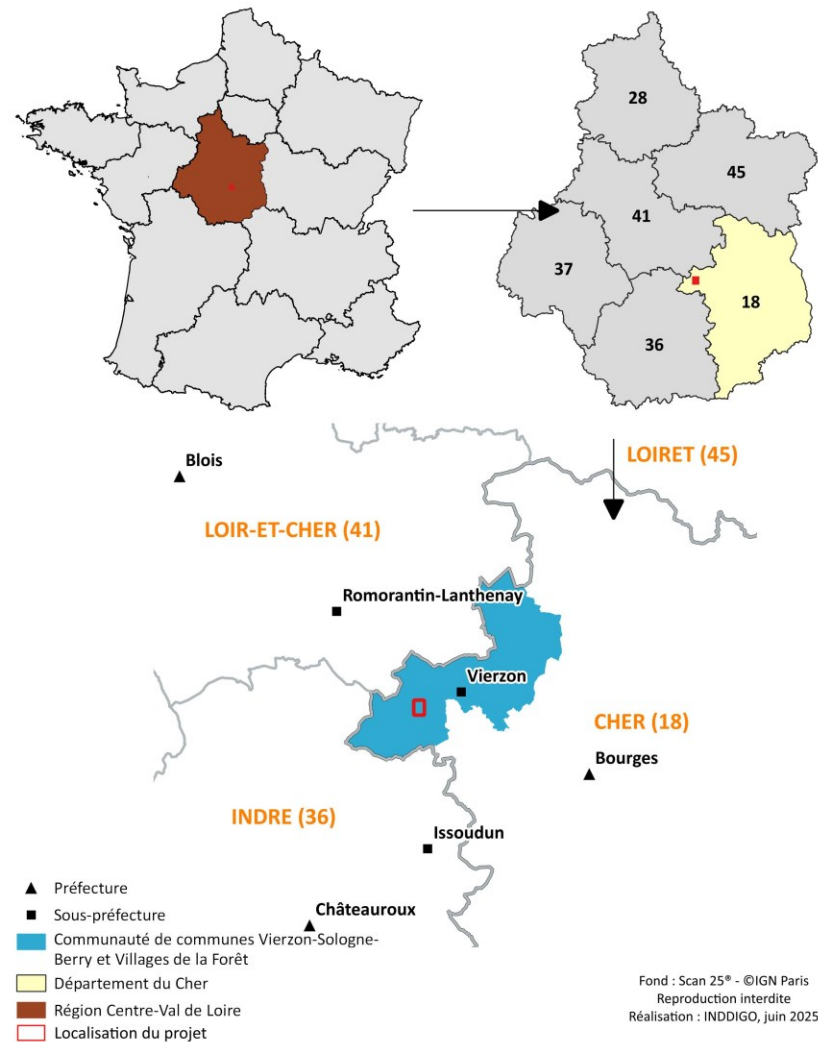 28
45
41
37
18
36
LOIRET (45)
Blois
LOIR-ET-CHER (41)
Romorantin-Lanthenay
Vierzon
CHER (18)
Bourges
INDRE (36)
Issoudun
Châteauroux
Préfecture
Sous-préfecture
Communauté de communes Vierzon-Sologne-
Berry et Villages de la Forêt
Département du Cher
Région Centre-Val de Loire
Localisation du projet
Fond : Scan 25® - ©IGN Paris
Reproduction interdite
Réalisation : INDDIGO, juin 2025